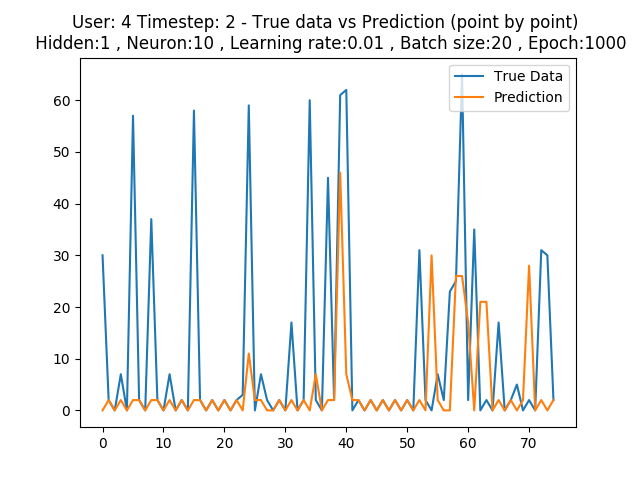 User: 4 Timestep: 2 - True data vs Prediction (point by point)
Hidden:1 , Neuron:10 , Learning rate:0.01 , Batch size:20 , Epoch:1000
True Data
Prediction
60
50
40
30
20
10
0
0 10 20 30 40 50 60 70